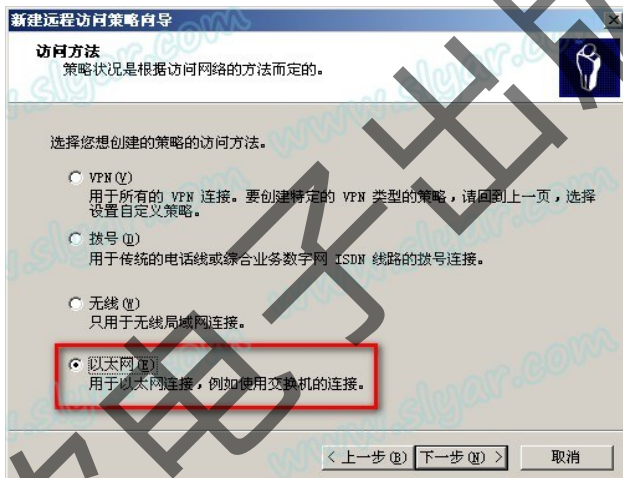 新建远程访问策略向导
访问方法
策略状况是根据访问网络的方法而定的。
选择您想创建的策略的访问方法。
VPN(V)
用于所有的 VPN 连接。要创建特定的 VPN 类型的策略，请回到上一页，选择
设置自定义策略。
拨号(D)
用于传统的电话线或综合业务数字网 ISDN 线路的拨号连接。
无线(W)
只用于无线局域网连接。
以太网(E)
用于以太网连接，例如使用交换机的连接。
< 上一步(B) 下一步(N) > 取消
www.slyar.com
电子出版